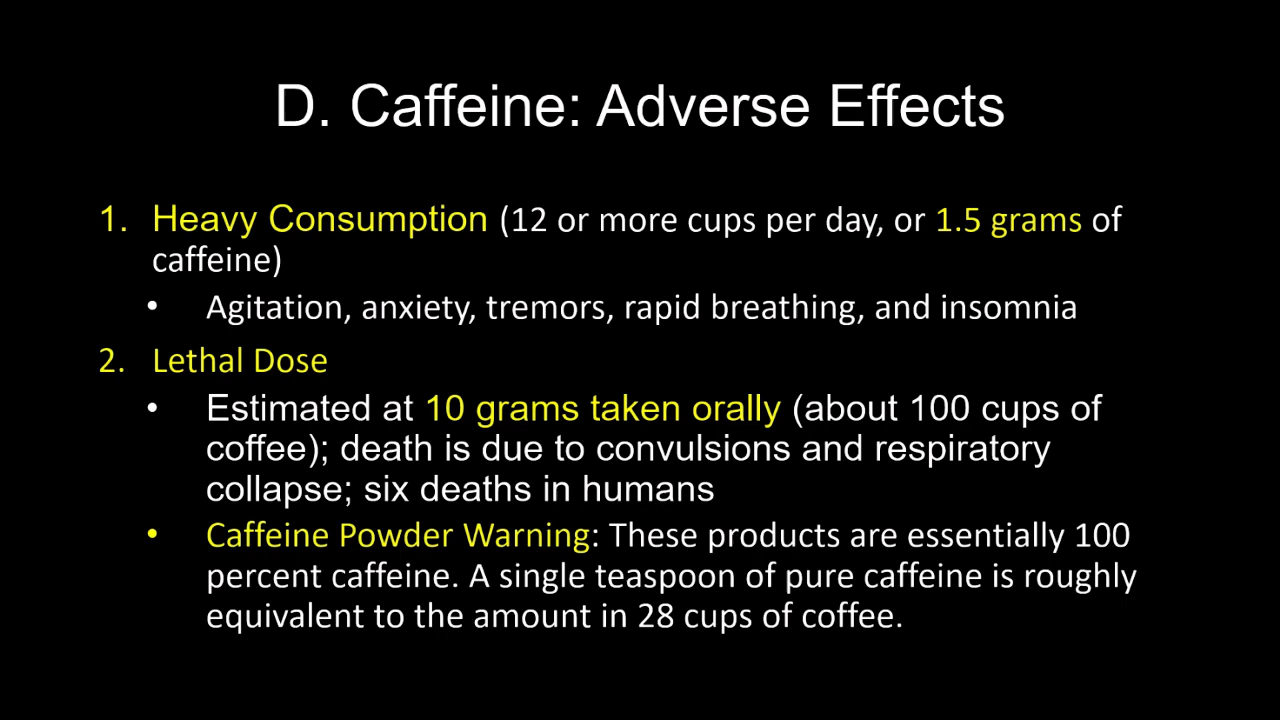 D. Caffeine: Adverse Effects
1. Heavy Consumption (12 or more cups per day, or 1.5 grams of
caffeine)
• Agitation, anxiety, tremors, rapid breathing, and insomnia
2. Lethal Dose
• Estimated at 10 grams taken orally (about 100 cups of
coffee); death is due to convulsions and respiratory
collapse; six deaths in humans
• Caffeine Powder Warning: These products are essentially 100
percent caffeine. A single teaspoon of pure caffeine is roughly
equivalent to the amount in 28 cups of coffee.